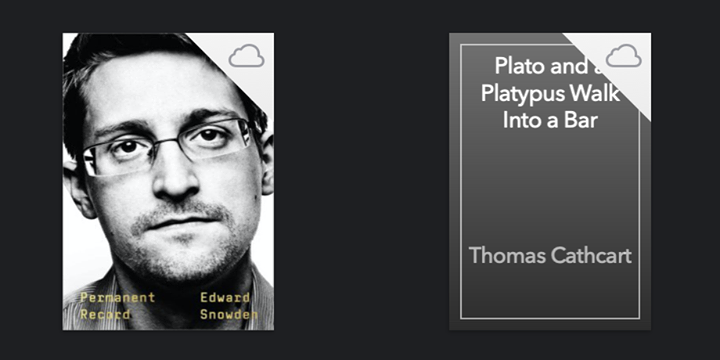 Permanent
Record
Edward
Snowden
Plato and a
Platypus Walk
Into a Bar
Thomas Cathcart